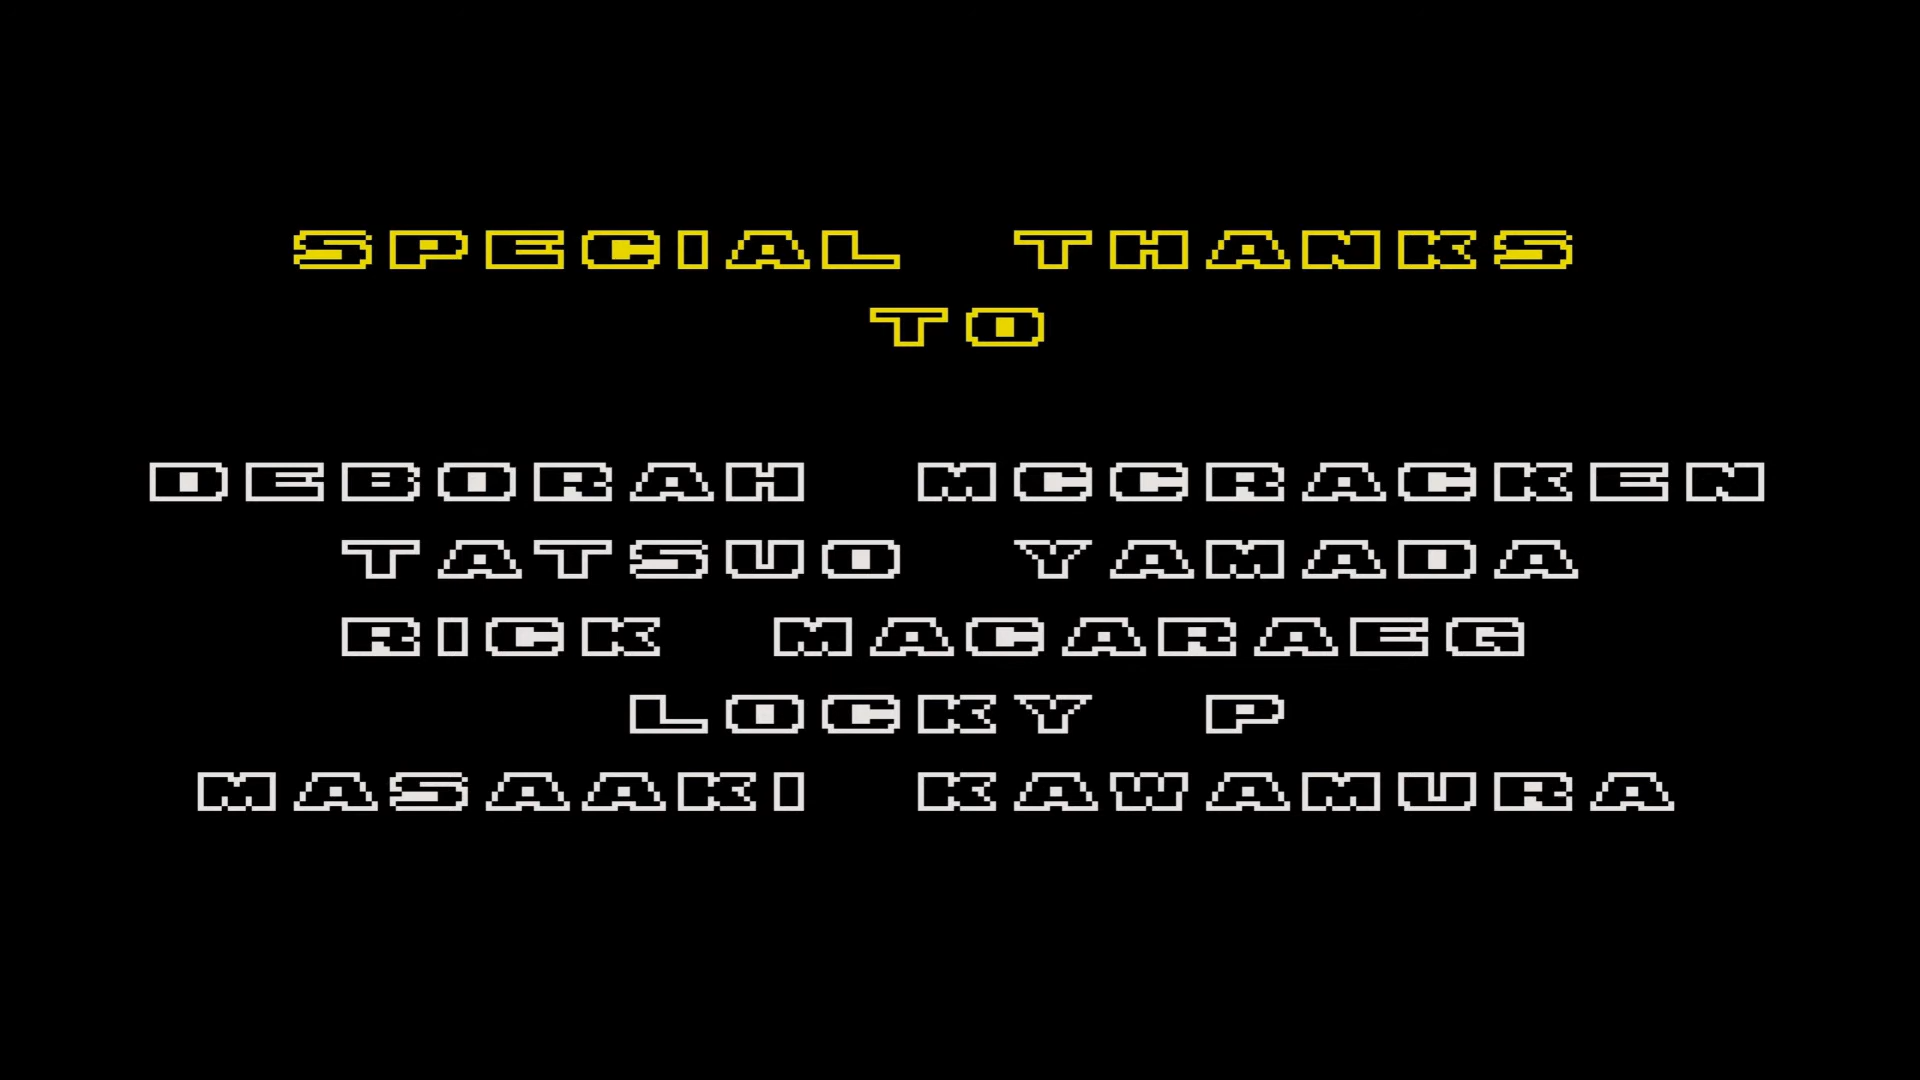 SPECIAL THANKS
TO
DEBORAH MCCRACKEN
TATSUO YAMADA
RICK MACARAEG
LOCKY P
MASAAKI KAWAMURA